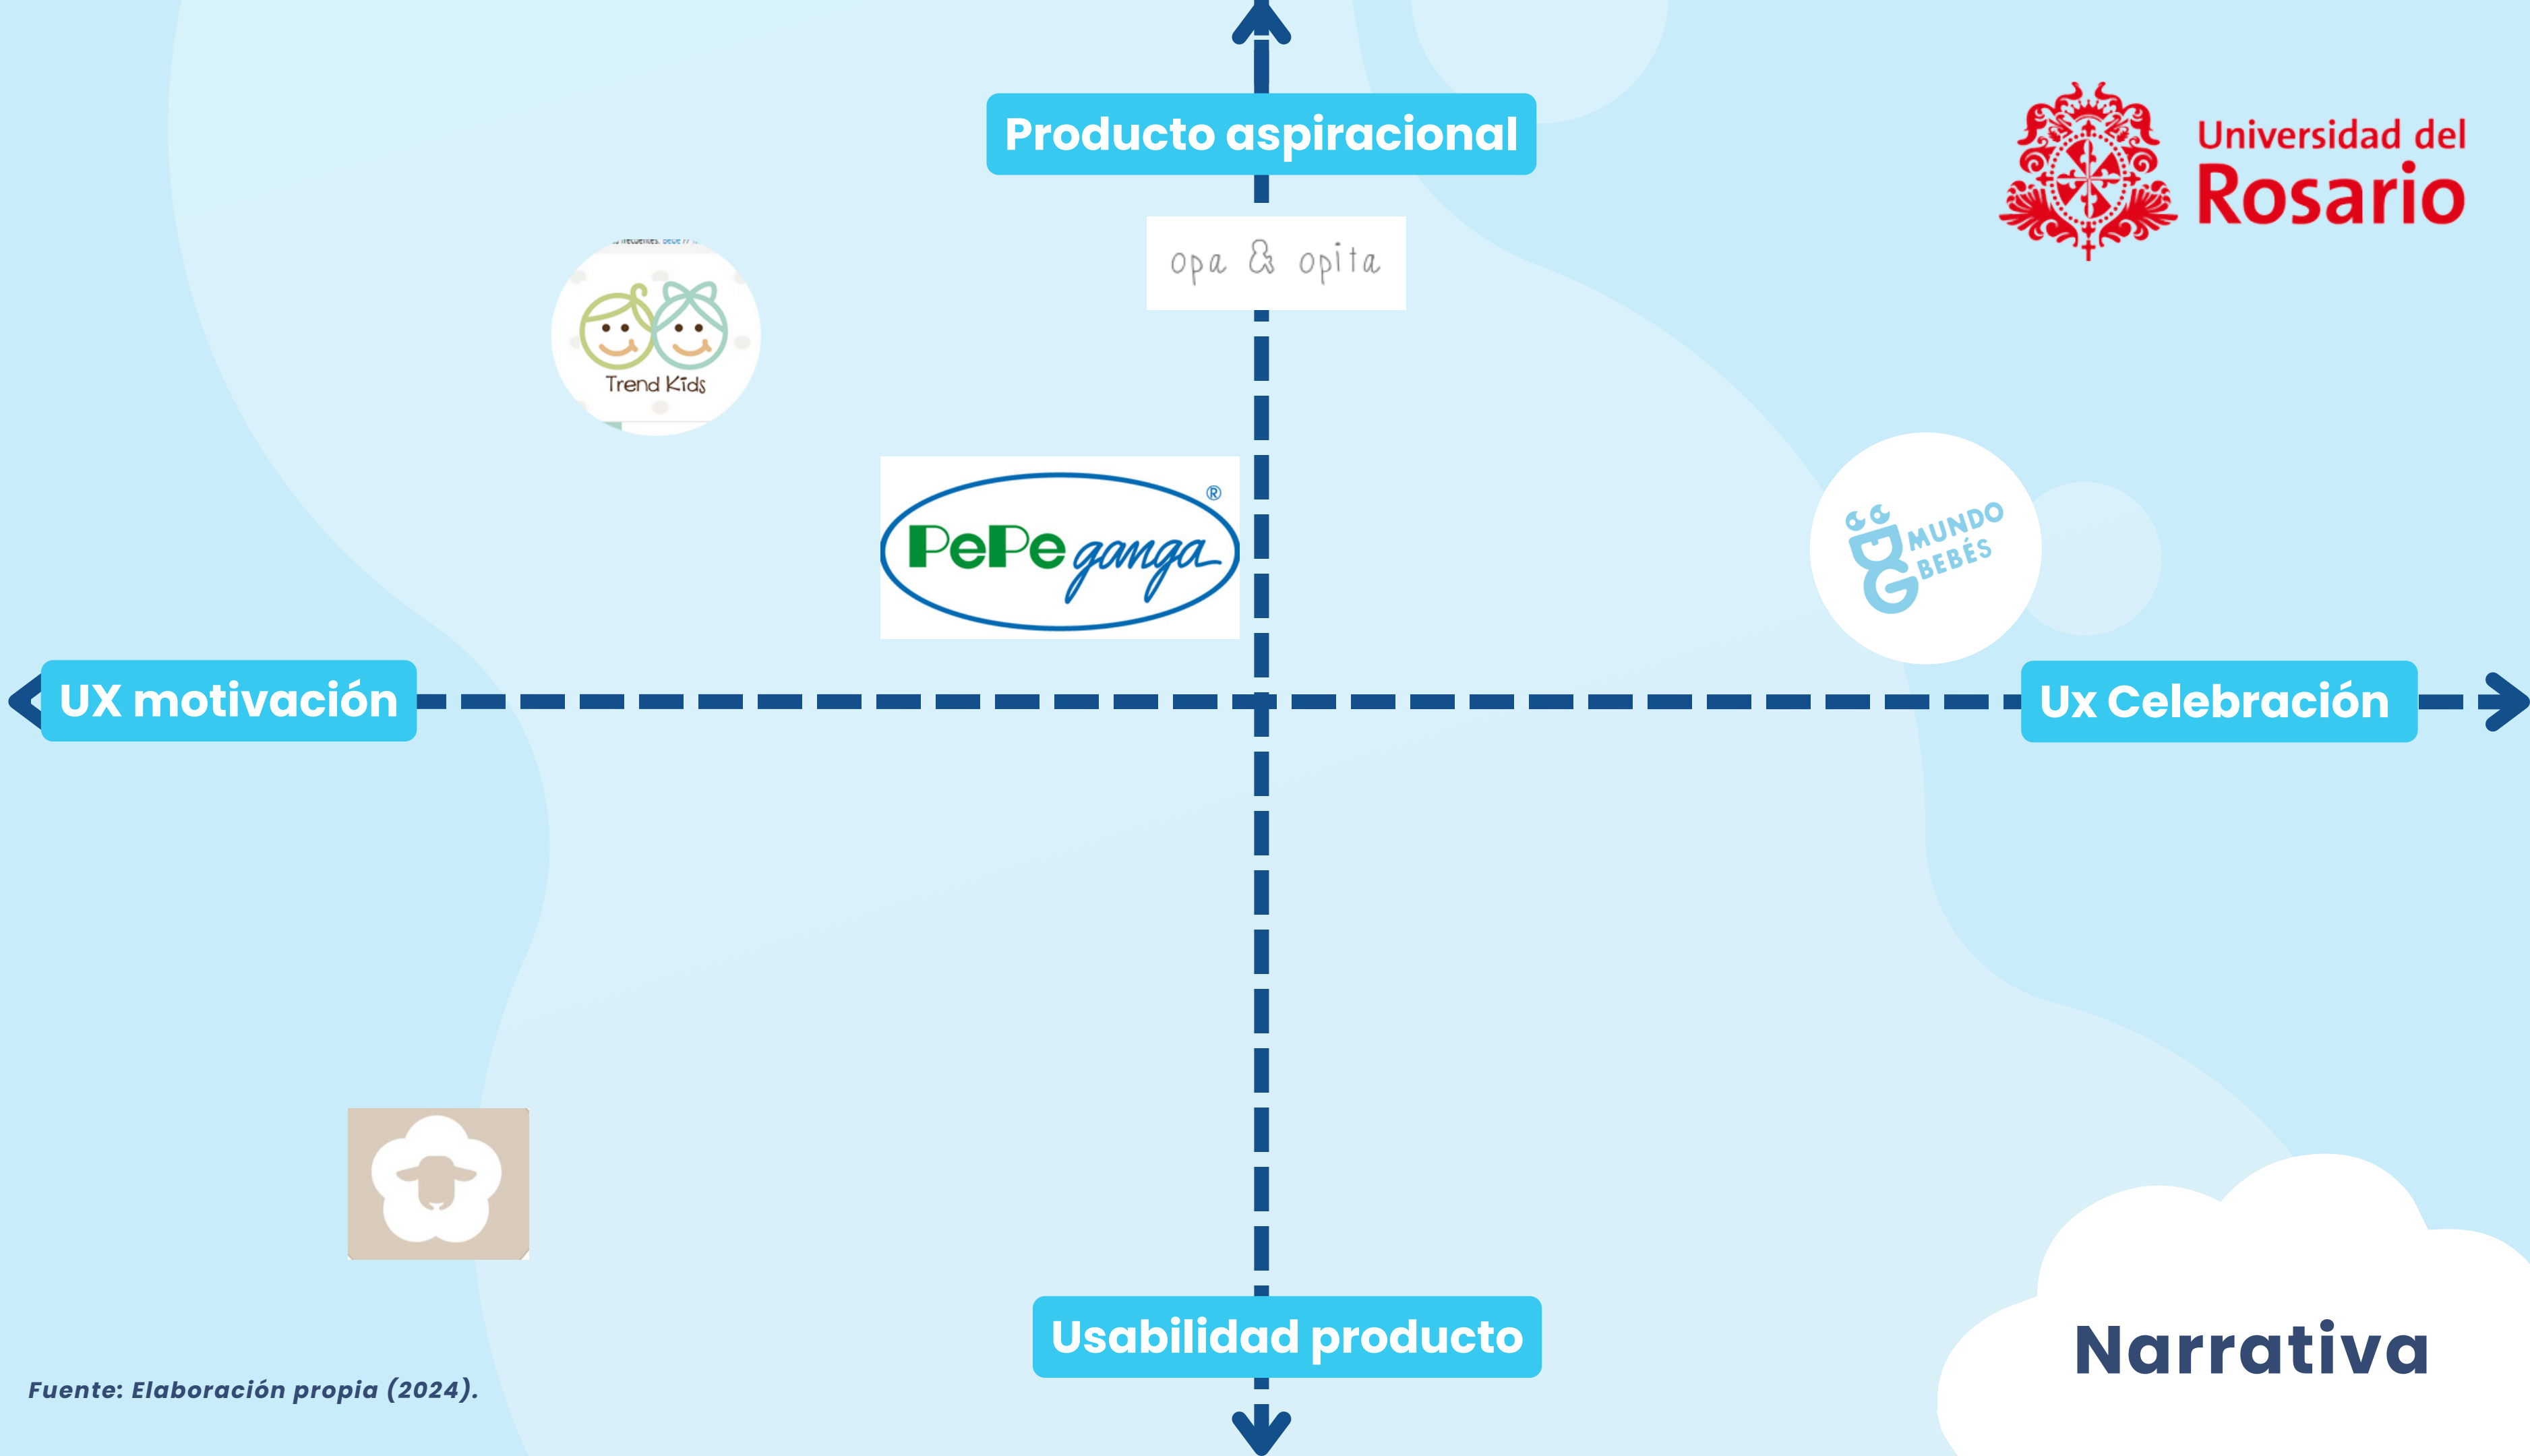 Producto aspiracional
Universidad del
Rosario
opa & opita
Trend Kids
PePe ganga ®
MUNDO
BEBÉS
UX motivación
Ux Celebración
Usabilidad producto
Narrativa
Fuente: Elaboración propia (2024).